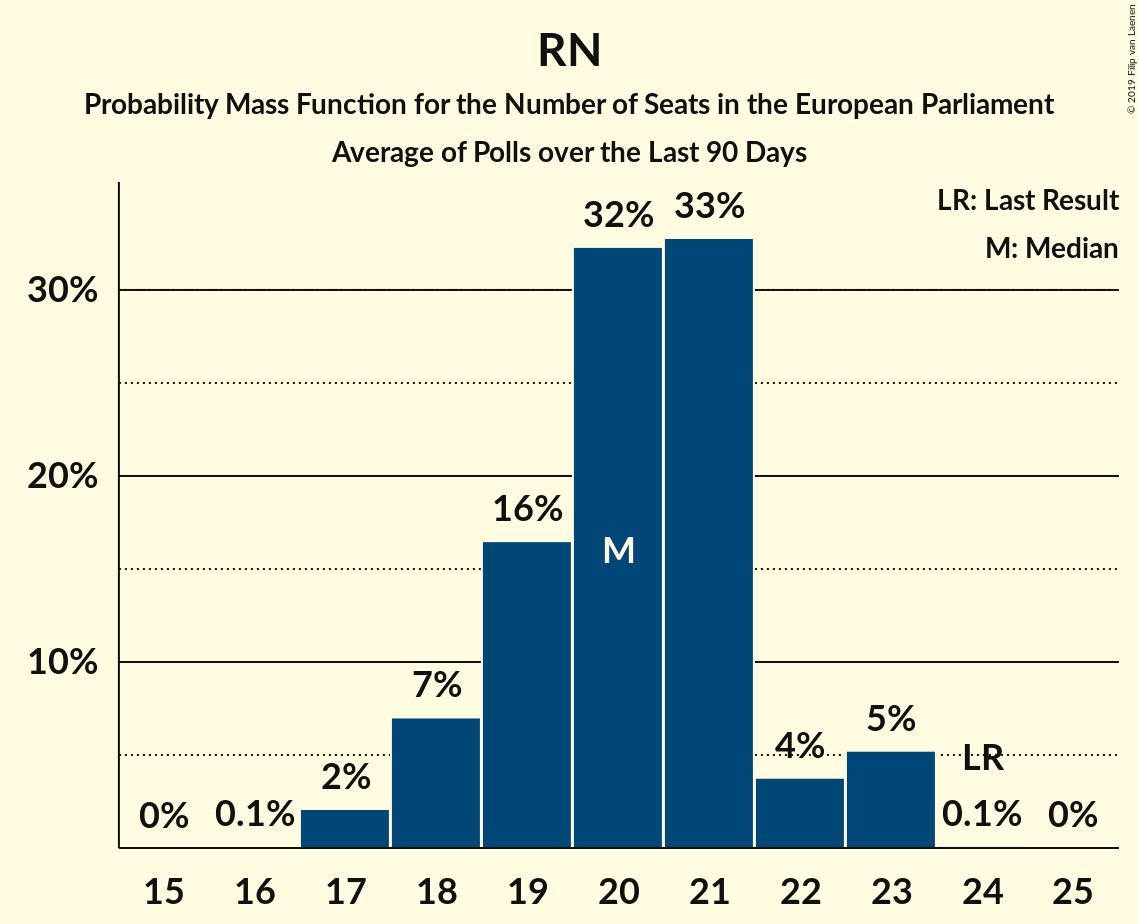 RN
Probability Mass Function for the Number of Seats in the European Parliament
Average of Polls over the Last 90 Days
© 2019 Filip van Laenen
LR: Last Result
M: Median
30%
20%
10%
0%
0.1%
2%
7%
16%
32%
33%
4%
5%
0.1%
0%
M
LR
15 16 17 18 19 20 21 22 23 24 25